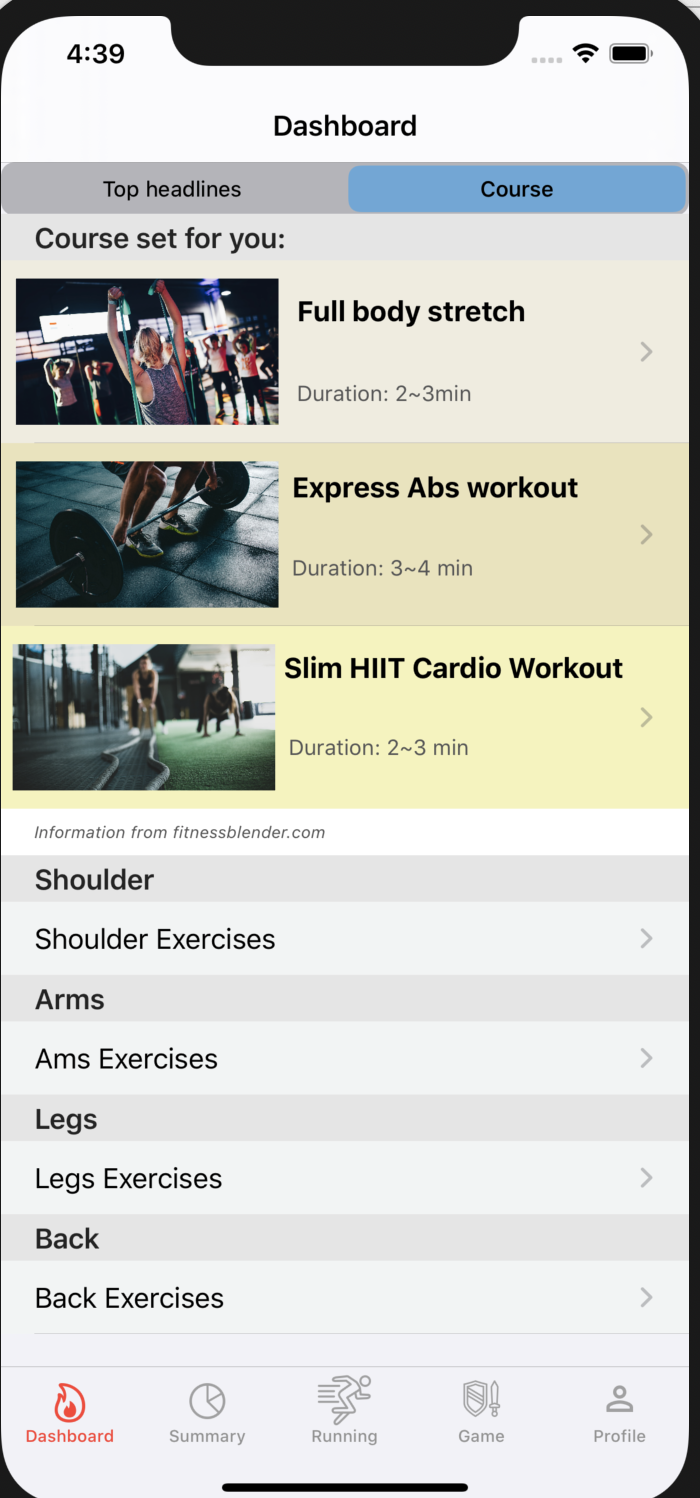 4:39
Dashboard
Top headlines
Course
Course set for you:
Full body stretch
Duration: 2~3min
Express Abs workout
Duration: 3~4 min
Slim HIIT Cardio Workout
Duration: 2~3 min
Information from fitnessblender.com
Shoulder
Shoulder Exercises
Arms
Ams Exercises
Legs
Legs Exercises
Back
Back Exercises
Dashboard
Summary
Running
Game
Profile